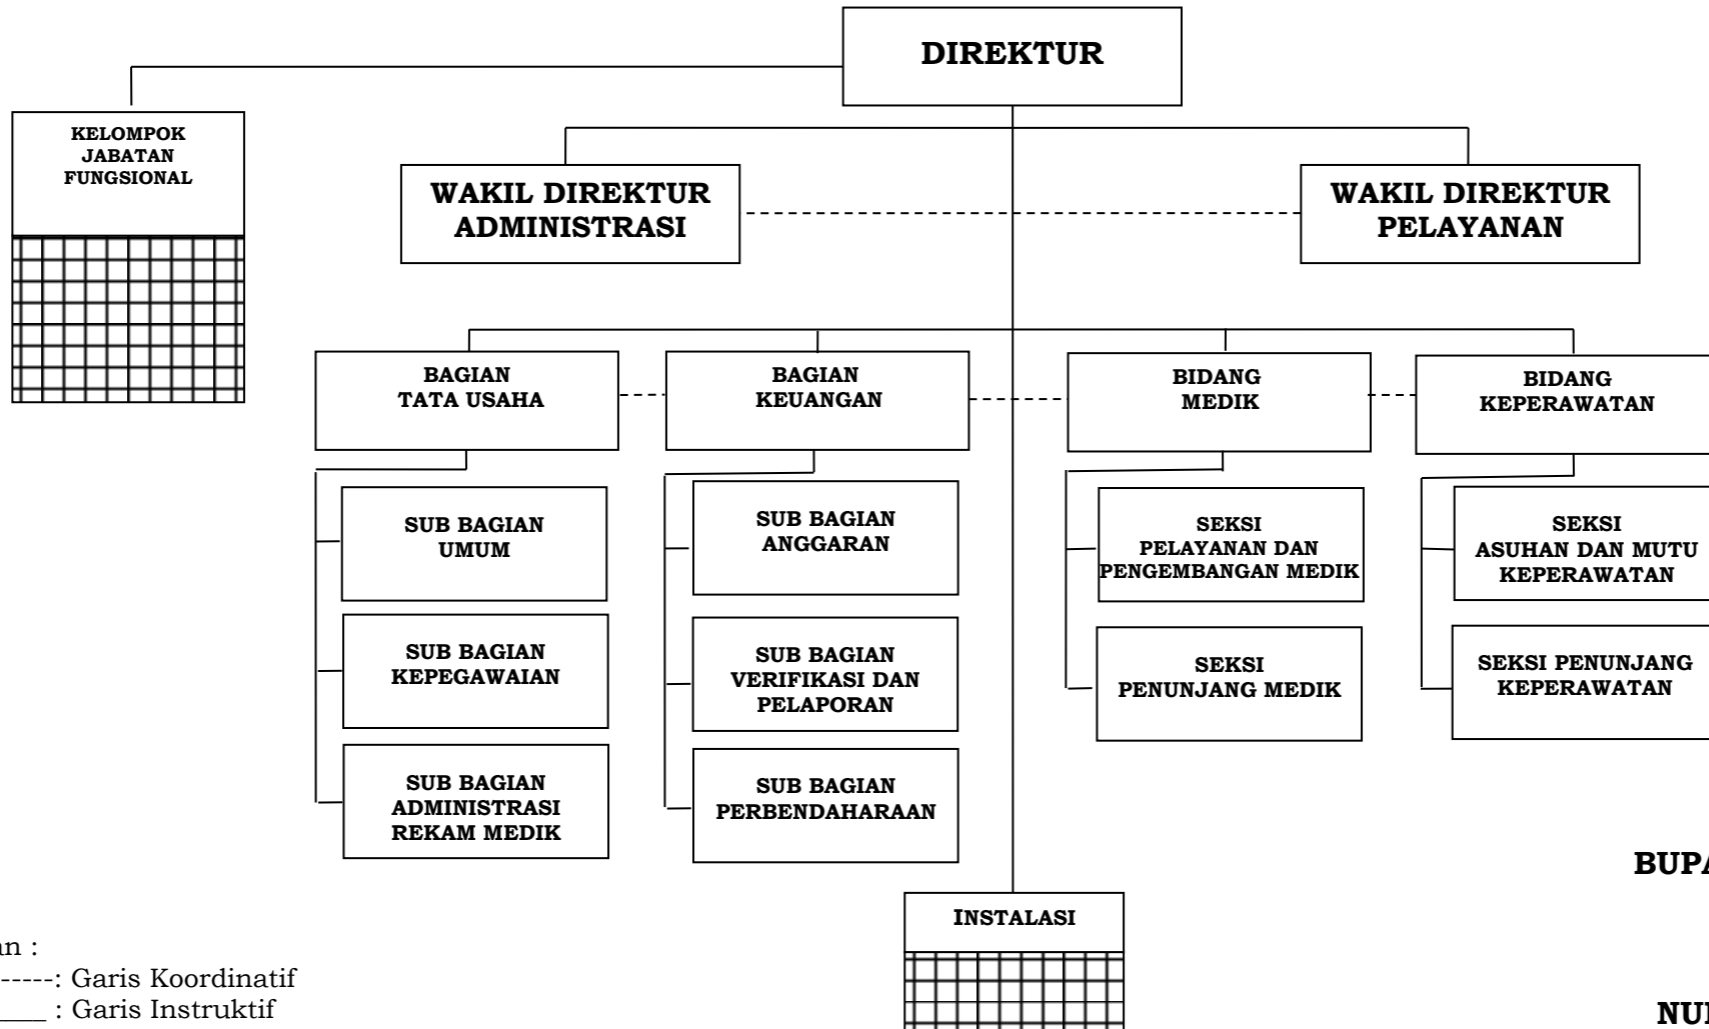 DIREKTUR
KELOMPOK
JABATAN
FUNGSIONAL
WAKIL DIREKTUR
ADMINISTRASI
WAKIL DIREKTUR
PELAYANAN
BAGIAN
TATA USAHA
BAGIAN
KEUANGAN
BIDANG
MEDIK
BIDANG
KEPERAWATAN
SUB BAGIAN
UMUM
SUB BAGIAN
ANGGARAN
SEKSI
PELAYANAN DAN
PENGEMBANGAN MEDIK
SEKSI
ASUHAN DAN MUTU
KEPERAWATAN
SUB BAGIAN
KEPEGAWAIAN
SUB BAGIAN
VERIFIKASI DAN
PELAPORAN
SEKSI
PENUNJANG MEDIK
SEKSI PENUNJANG
KEPERAWATAN
SUB BAGIAN
ADMINISTRASI
REKAM MEDIK
SUB BAGIAN
PERBENDAHARAAN
INSTALASI
: Garis Koordinatif
: Garis Instruktif